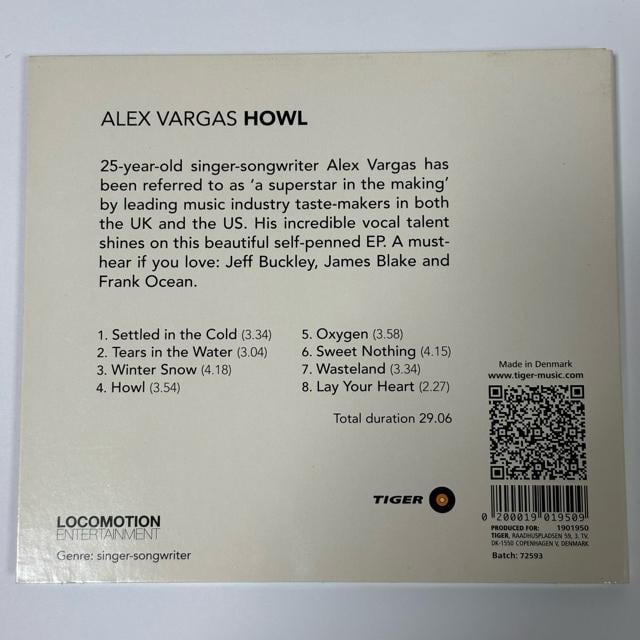 ALEX VARGAS HOWL
25-year-old singer-songwriter Alex Vargas has
been referred to as ‘a superstar in the making’
by leading music industry taste-makers in both
the UK and the US. His incredible vocal talent
shines on this beautiful self-penned EP. A must-
hear if you love: Jeff Buckley, James Blake and
Frank Ocean.
1. Settled in the Cold (3.34)
2. Tears in the Water (3.04)
3. Winter Snow (4.18)
4. Howl (3.54)
5. Oxygen (3.58)
6. Sweet Nothing (4.15)
7. Wasteland (3.34)
8. Lay Your Heart (2.27)
Total duration 29.06
Made in Denmark
www.tiger-music.com
TIGER
0 200019 019509
PRODUCED FOR: 1901950
TIGER, RAADHUSPLADSEN 59, 3. TV.
DK-1550 COPENHAGEN V, DENMARK
Batch: 72593
LOCOMOTION
ENTERTAINMENT
Genre: singer-songwriter